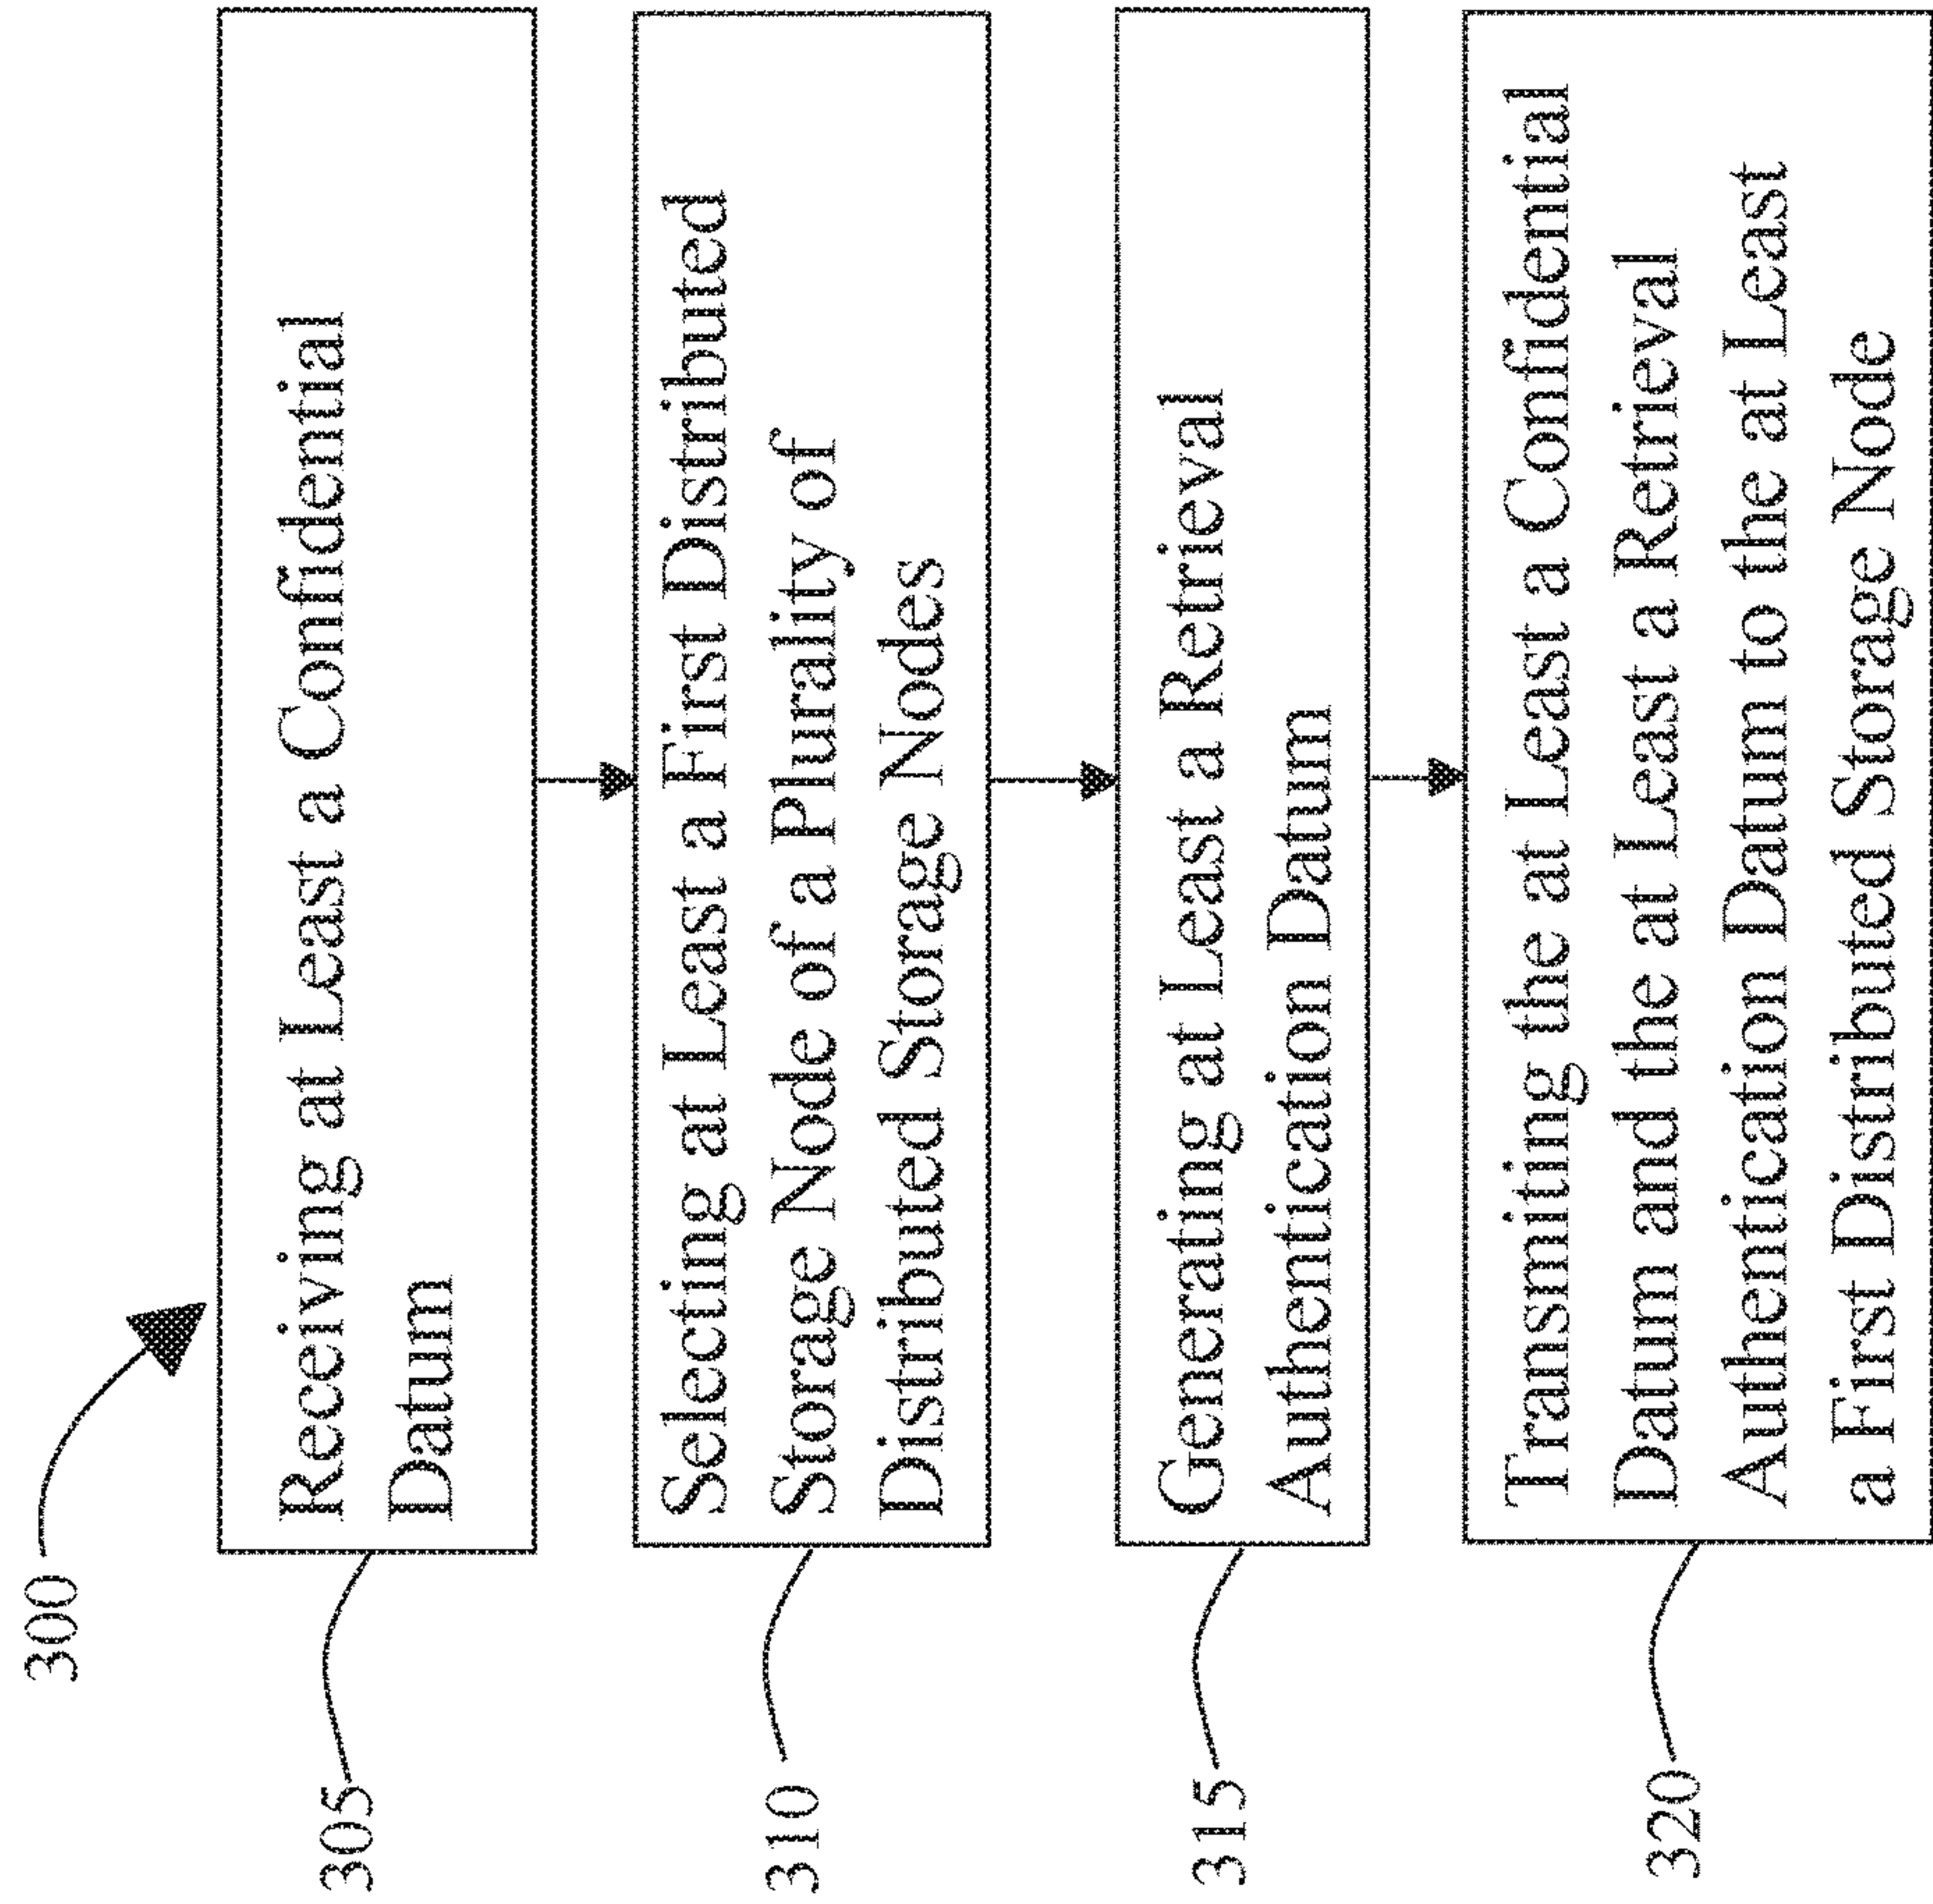 300
305
Receiving at Least a Confidential
Datum
310
Selecting at Least a First Distributed
Storage Node of a Plurality of
Distributed Storage Nodes
315
Generating at Least a Retrieval
Authentication Datum
320
Transmitting the at Least a Confidential
Datum and the at Least a Retrieval
Authentication Datum to the at Least
a First Distributed Storage Node